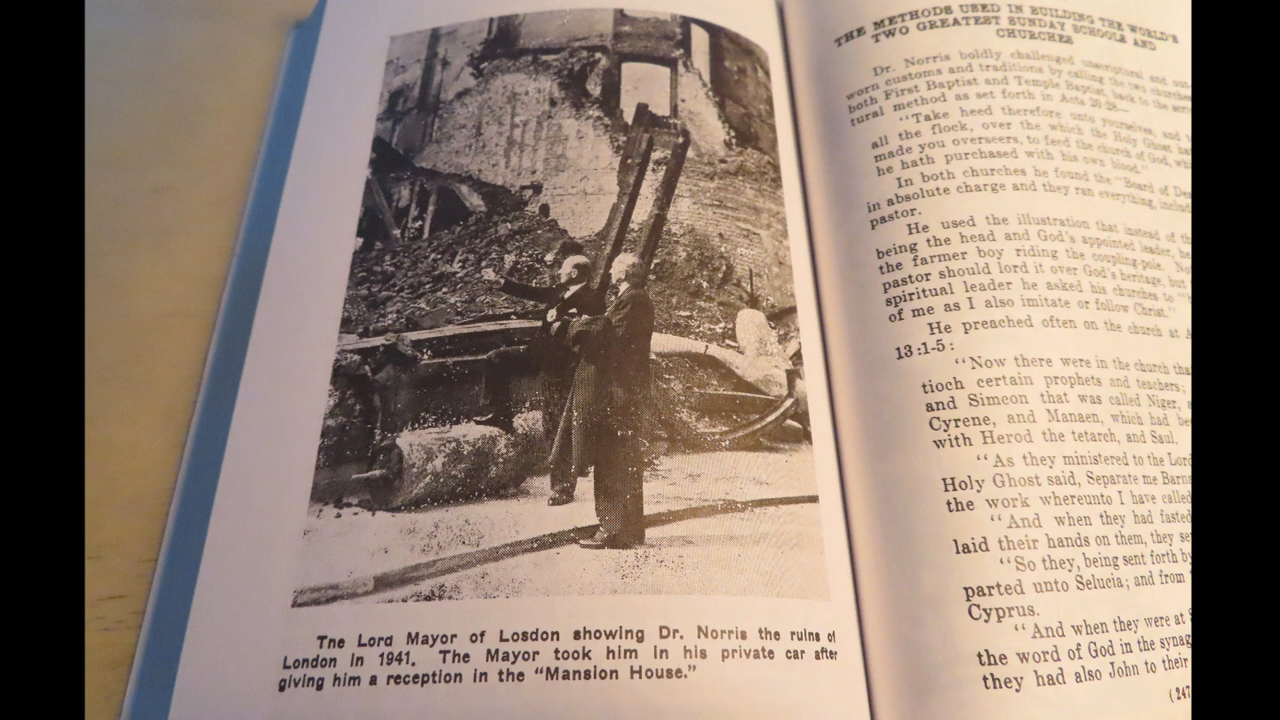 The Lord Mayor of Losdon showing Dr. Norris the ruins of
London in 1941. The Mayor took him in his private car after
giving him a reception in the "Mansion House."
THE METHODS USED IN BUILDING THE WORLD'S
TWO GREATEST SUNDAY SCHOOLS AND
CHURCHES
Dr. Norris boldly challenged unscriptural and out
worn customs and traditions by calling the two churches
both First Baptist and Temple Baptist, back to the
tural method as set forth in Acts 20:28—
"Take heed therefore unto yourselves, and
all the flock, over the which the Holy Ghost
made you overseers, to feed the church of God,
he hath purchased with his own blood."
In both churches he found the "Board of
in absolute charge and they ran everything,
pastor.
He used the illustration that instead of
being the head and God's appointed leader,
the farmer boy riding the coupling-pole.
pastor should lord it over God's heritage, but
spiritual leader he asked his churches to
of me as I also imitate or follow Christ."
He preached often on the church at A
13:1-5:
"Now there were in the church
tioch certain prophets and teachers;
and Simeon that was called Niger,
Cyrene, and Manaen, which had
with Herod the tetarch, and Saul.
"As they ministered to the Lord
Holy Ghost said, Separate me Barna
the work whereunto I have called
"And when they had fasted
laid their hands on them, they
"So they, being sent forth
parted unto Selucia; and from
Cyprus.
"And when they were at S
the word of God in the synag
they had also John to their
(247